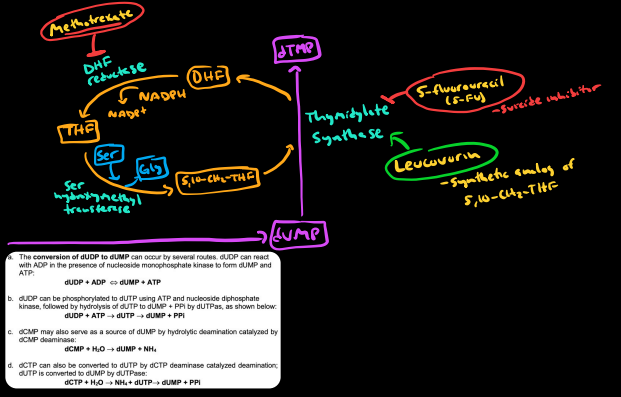 Methotrexate
DHF
reductase
DHF
NADPH
NADP+
THF
Ser
Gly
Ser
hydroxymethyl
transferase
5,10-CH₂-THF
dTMP
Thymidylate
Synthase
5-fluorouracil
(5-FU)
-suicide inhibitor
Leucovorin
-synthetic analog of
5,10-CH₂-THF
dUMP
a. The conversion of dUDP to dUMP can occur by several routes. dUDP can react
with ADP in the presence of nucleoside monophosphate kinase to form dUMP and
ATP:
dUDP + ADP ⇔ dUMP + ATP
b. dUDP can be phosphorylated to dUTP using ATP and nucleoside diphosphate
kinase, followed by hydrolysis of dUTP to dUMP + PPi by dUTPas, as shown below:
dUDP + ATP → dUTP → dUMP + PPi
c. dCMP may also serve as a source of dUMP by hydrolytic deamination catalyzed by
dCMP deaminase:
dCMP + H₂O → dUMP + NH₄
d. dCTP can also be converted to dUTP by dCTP deaminase catalyzed deamination;
dUTP is converted to dUMP by dUTPase:
dCTP + H₂O → NH₄ + dUTP → dUMP + PPi